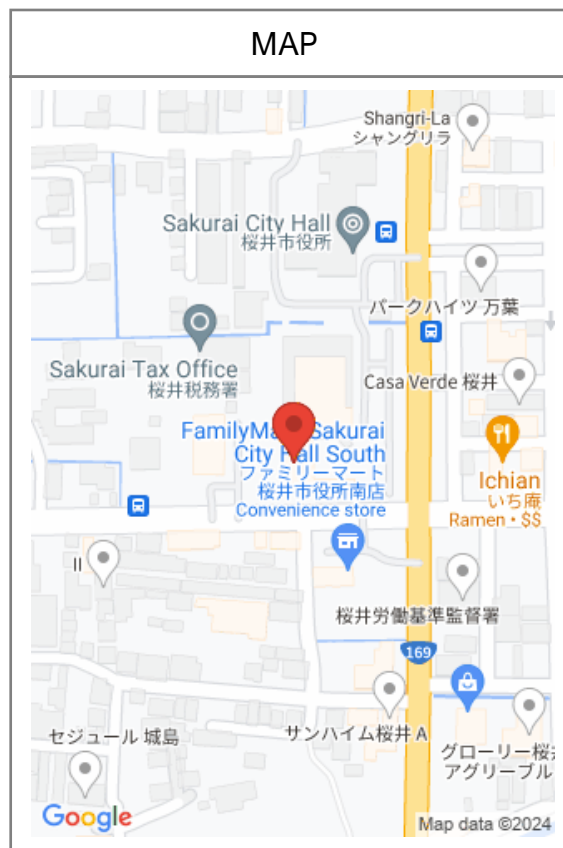 MAP
Shangri-La
シャングリラ
Sakurai City Hall
桜井市役所
パークハイツ 万葉
Sakurai Tax Office
桜井税務署
Casa Verde 桜井
Sakurai
City Hall South
ファミリーマート
桜井市役所南店
Convenience store
Ichian
いち庵
Ramen・$$
II
桜井労働基準監督署
169
サンハイム桜井 A
セジュール 城島
グローリー桜
アグリーブル
Google
Map data ©2024